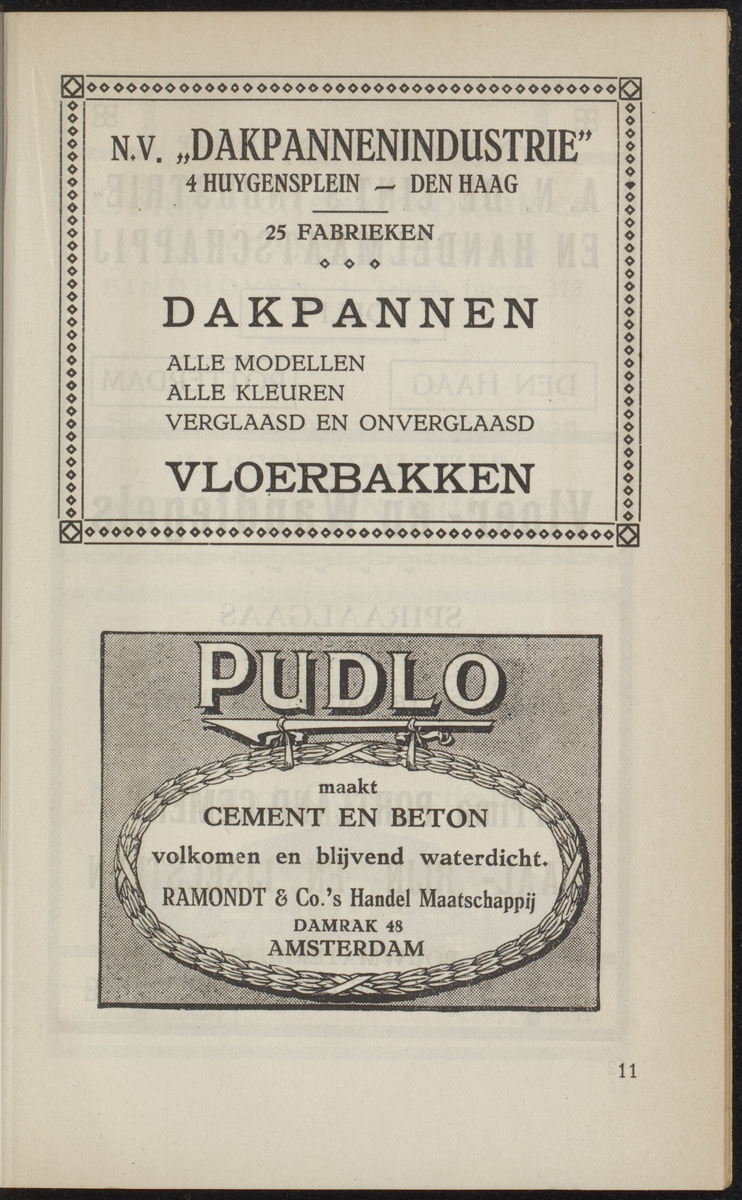 N.V. „DAKPANNENINDUSTRIE”
4 HUYGENSPLEIN — DEN HAAG
25 FABRIEKEN
DAKPANNEN
ALLE MODELLEN
ALLE KLEUREN
VERGLAASD EN ONVERGLAASD
VLOERBAKKEN
PUDLO
maakt
CEMENT EN BETON
volkomen en blijvend waterdicht.
RAMONDT & Co.'s Handel Maatschappij
DAMRAK 48
AMSTERDAM
11